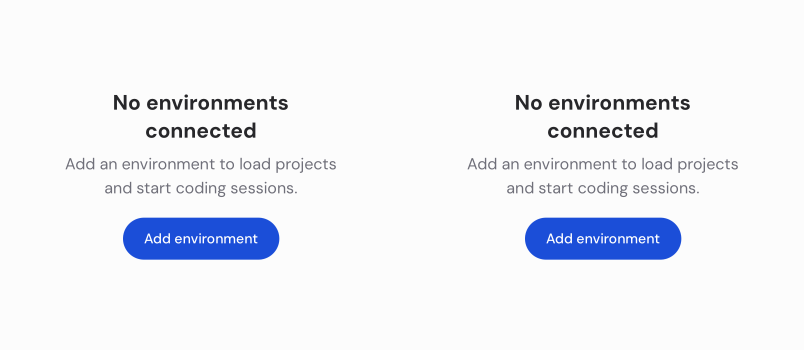 No environments
connected
Add an environment to load projects
and start coding sessions.
Add environment
No environments
connected
Add an environment to load projects
and start coding sessions.
Add environment